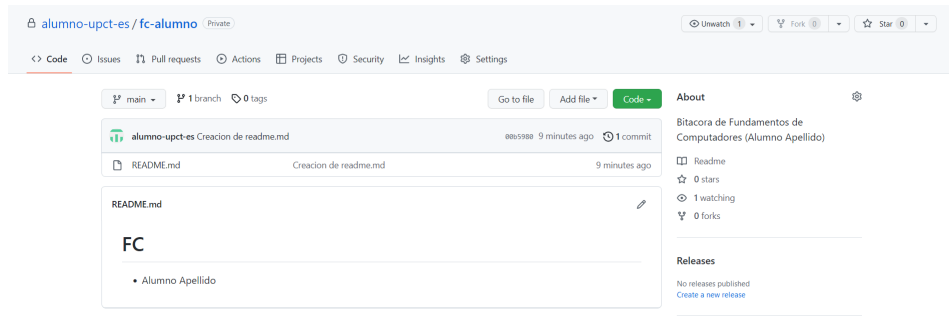 alumno-upct-es / fc-alumno Private
Unwatch 1 Fork 0 Star 0
<> Code Issues Pull requests Actions Projects Security Insights Settings
main 1 branch 0 tags Go to file Add file Code
alumno-upct-es Creacion de readme.md 00b5980 9 minutes ago 1 commit
README.md Creacion de readme.md 9 minutes ago
README.md
FC
• Alumno Apellido
About
Bitacora de Fundamentos de
Computadores (Alumno Apellido)
Readme
0 stars
1 watching
0 forks
Releases
No releases published
Create a new release